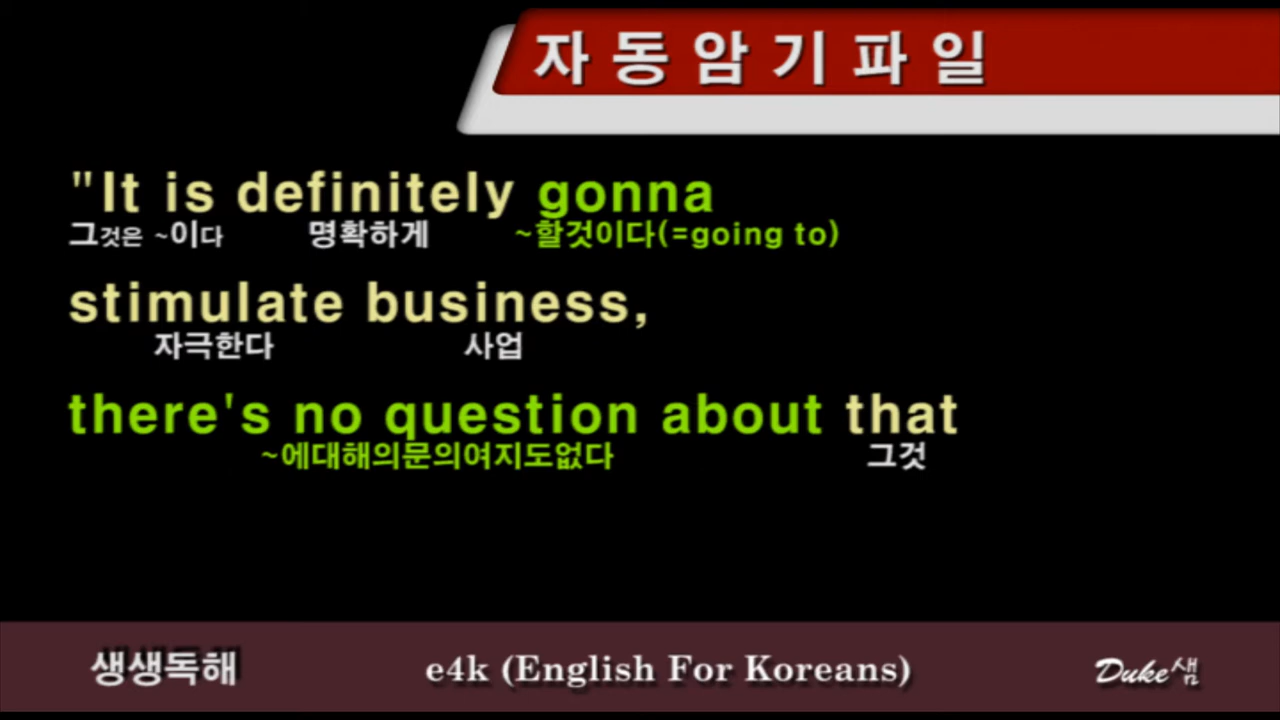 자동암기파일
"It is definitely gonna
그것은 ~이다 명확하게 ~할것이다(=going to)
stimulate business,
자극한다 사업
there's no question about that
~에대해의문의여지도없다 그것
생생독해 e4k (English For Koreans) Duke샘